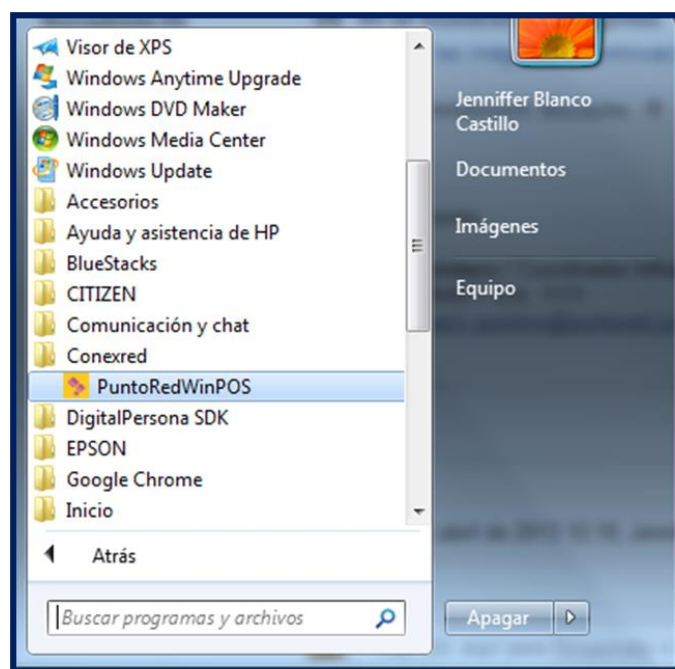 Visor de XPS
Windows Anytime Upgrade
Windows DVD Maker
Windows Media Center
Windows Update
Accesorios
Ayuda y asistencia de HP
BlueStacks
CITIZEN
Comunicación y chat
Conexred
PuntoRedWinPOS
DigitalPersona SDK
EPSON
Google Chrome
Inicio
Atrás
Buscar programas y archivos
Jenniffer Blanco
Castillo
Documentos
Imágenes
Equipo
Apagar